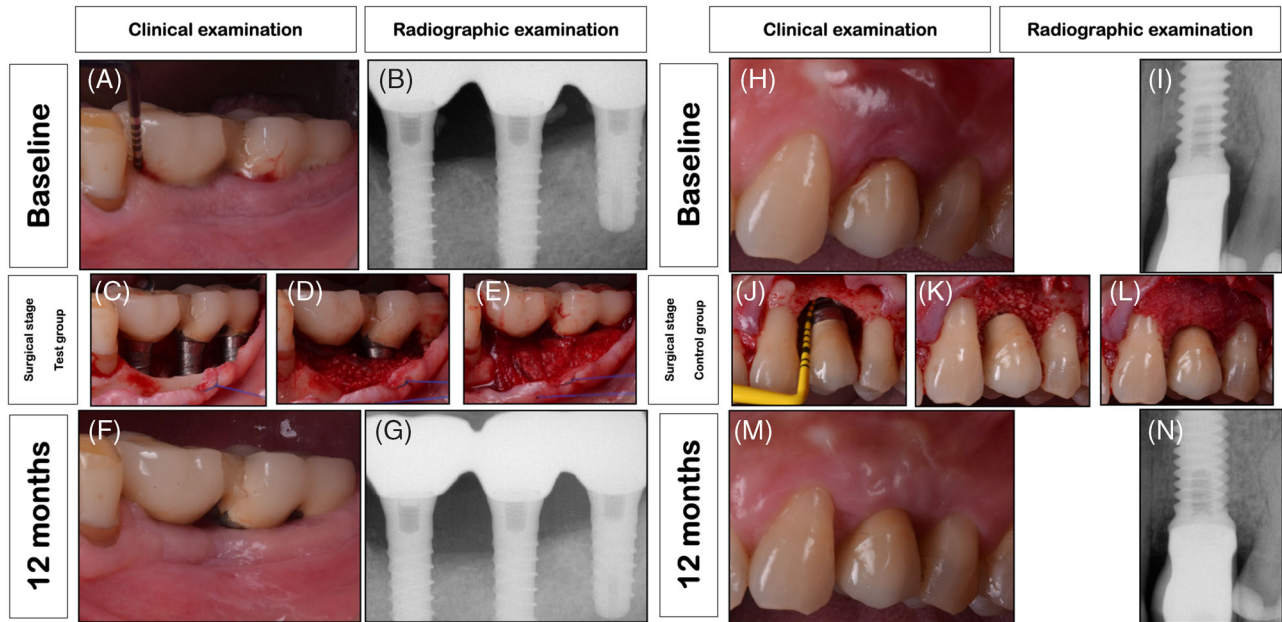 Clinical examination
Radiographic examination
Clinical examination
Radiographic examination
Baseline
(A)
(B)
Baseline
(H)
(I)
Surgical stage
Test group
(C)
(D)
(E)
Surgical stage
Control group
(J)
(K)
(L)
12 months
(F)
(G)
12 months
(M)
(N)